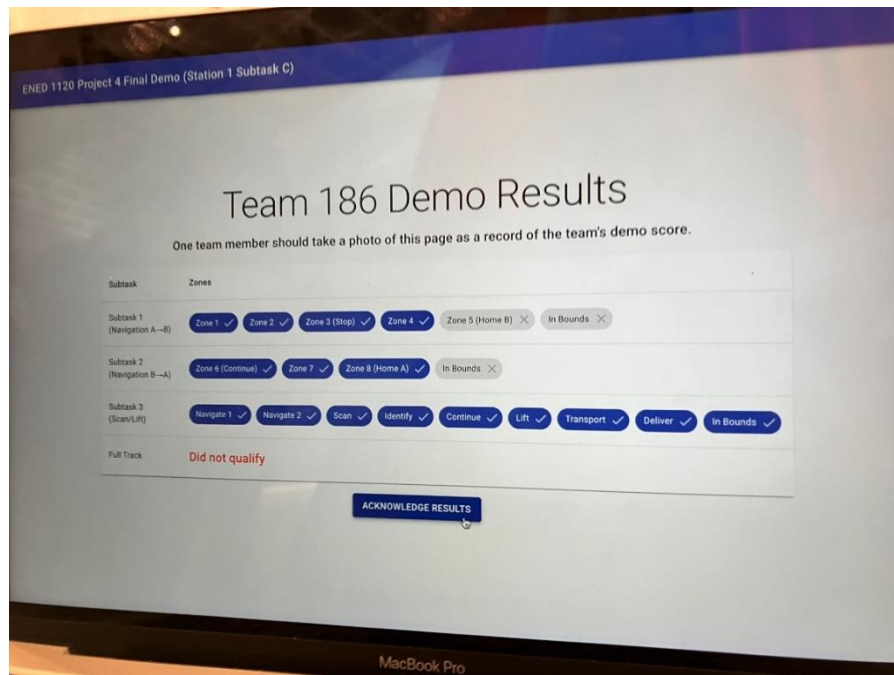 ENED 1120 Project 4 Final Demo (Station 1 Subtask C)
Team 186 Demo Results
One team member should take a photo of this page as a record of the team's demo score.
Subtask Zones
Subtask 1 (Navigation A→B) Zone 1 ✓ Zone 2 ✓ Zone 3 (Stop) ✓ Zone 4 ✓ Zone 5 (Home B) ✕ In Bounds ✕
Subtask 2 (Navigation B→A) Zone 6 (Continue) ✓ Zone 7 ✓ Zone 8 (Home A) ✓ In Bounds ✕
Subtask 3 (Scan/Lift) Navigate 1 ✓ Navigate 2 ✓ Scan ✓ Identify ✓ Continue ✓ Lift ✓ Transport ✓ Deliver ✓ In Bounds ✓
Full Track Did not qualify
ACKNOWLEDGE RESULTS
MacBook Pro